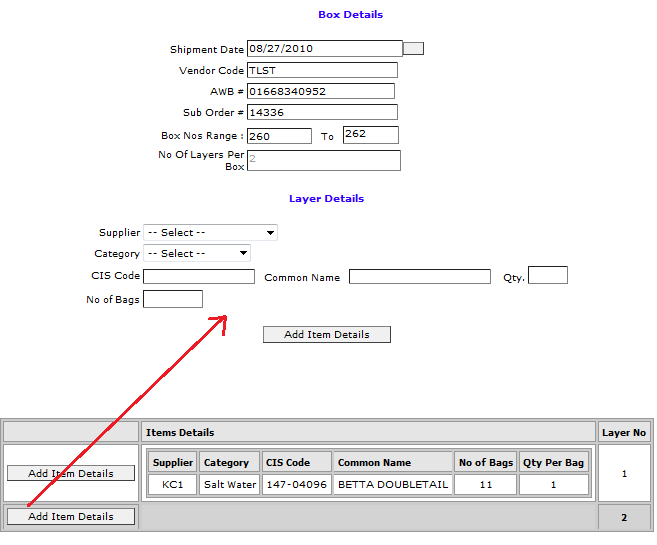 Box Details
Shipment Date 08/27/2010
Vendor Code TLST
AWB # 01668340952
Sub Order # 14336
Box Nos Range : 260 To 262
No Of Layers Per
Box 2
Layer Details
Supplier -- Select --
Category -- Select --
CIS Code Common Name Qty.
No of Bags
Add Item Details
Items Details Layer No
Supplier Category CIS Code Common Name No of Bags Qty Per Bag
Add Item Details KC1 Salt Water 147-04096 BETTA DOUBLETAIL 11 1 1
Add Item Details 2